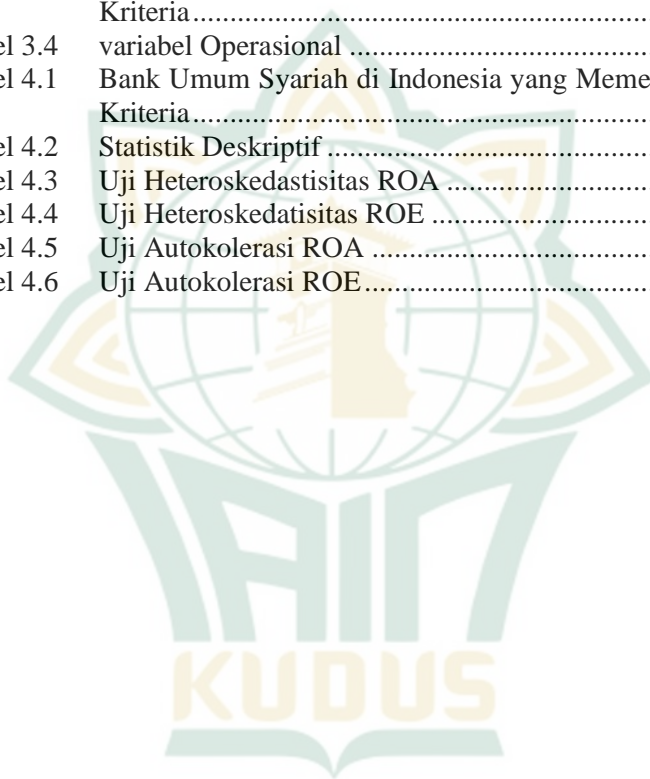 Kriteria.......................................................
el 3.4 variabel Operasional ........................................
el 4.1 Bank Umum Syariah di Indonesia yang Meme
Kriteria.......................................................
el 4.2 Statistik Deskriptif............................................
el 4.3 Uji Heteroskedastisitas ROA ..............................
el 4.4 Uji Heteroskedatisitas ROE ................................
el 4.5 Uji Autokolerasi ROA ........................................
el 4.6 Uji Autokolerasi ROE.........................................
IAIN
KUDUS